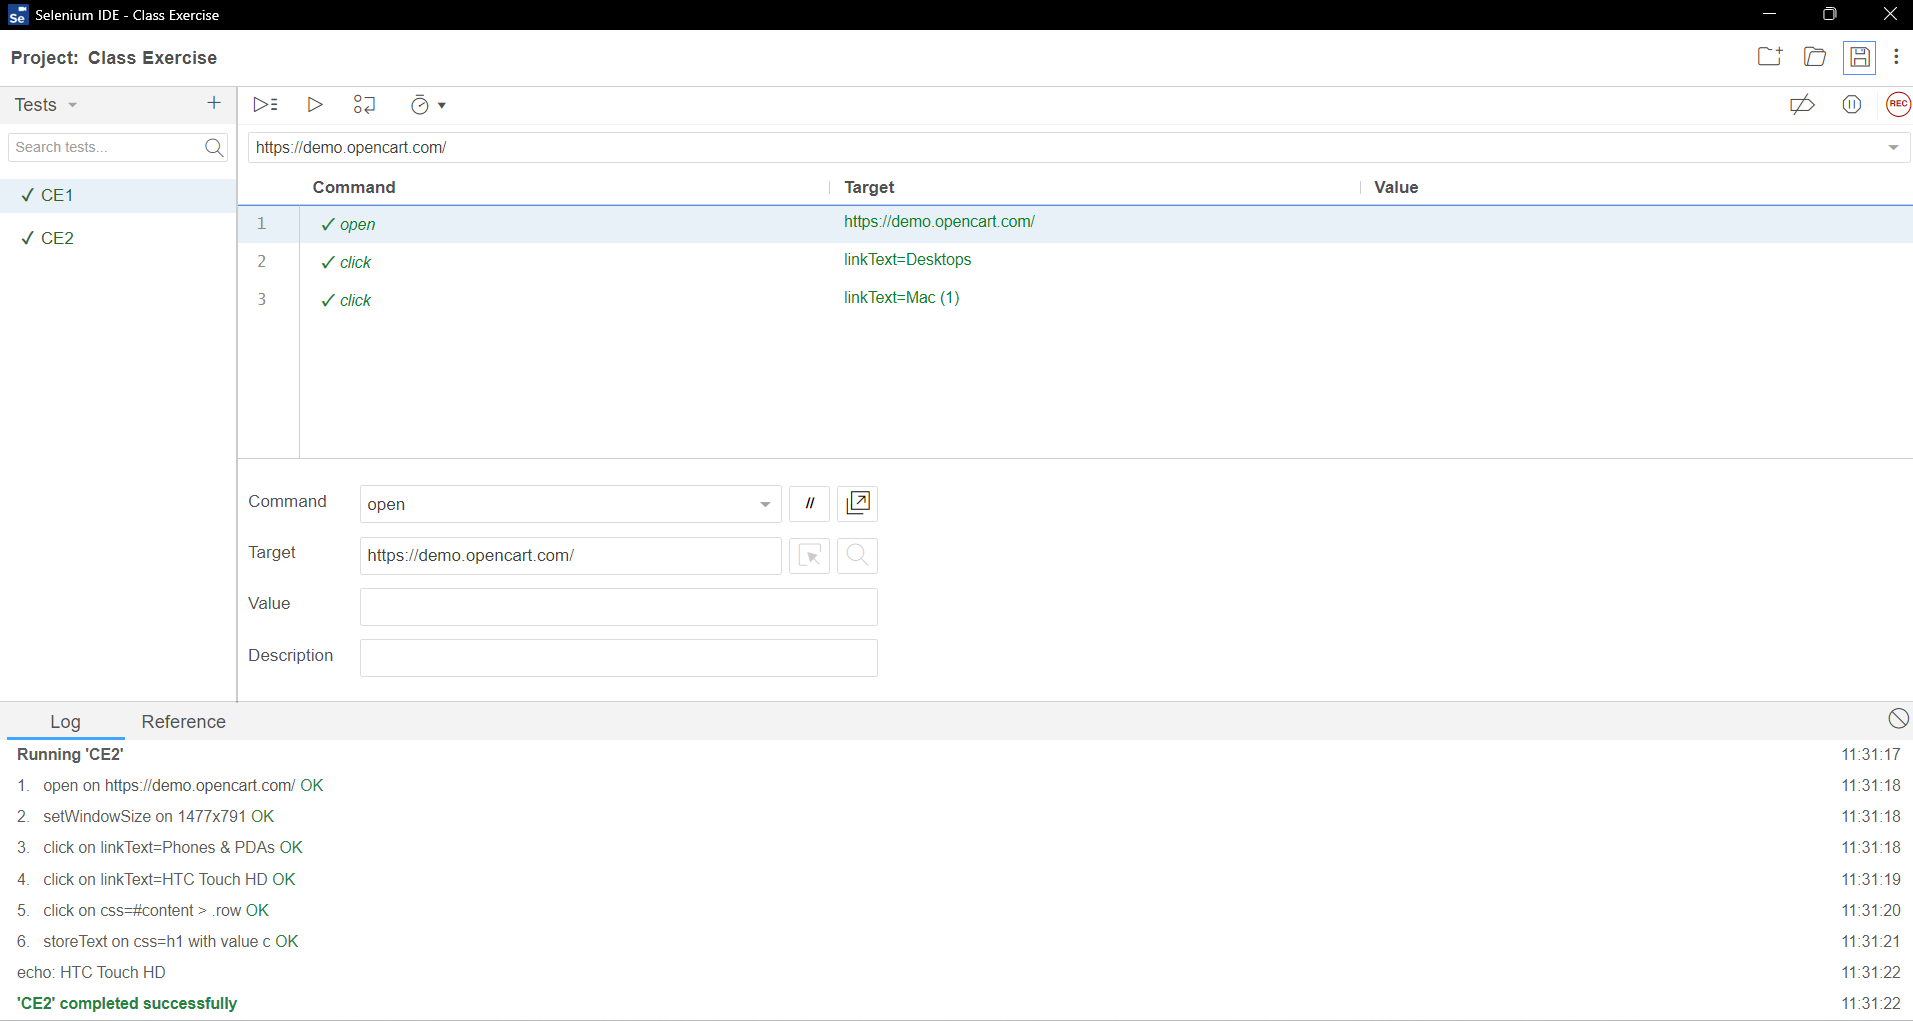 Se Selenium IDE - Class Exercise
Project: Class Exercise
Tests
Search tests...
✓ CE1
✓ CE2
REC
https://demo.opencart.com/
Command Target Value
1 ✓ open https://demo.opencart.com/
2 ✓ click linkText=Desktops
3 ✓ click linkText=Mac (1)
Command open //
Target https://demo.opencart.com/
Value
Description
Log Reference
Running 'CE2' 11:31:17
1. open on https://demo.opencart.com/ OK 11:31:18
2. setWindowSize on 1477x791 OK 11:31:18
3. click on linkText=Phones & PDAs OK 11:31:18
4. click on linkText=HTC Touch HD OK 11:31:19
5. click on css=#content > .row OK 11:31:20
6. storeText on css=h1 with value c OK 11:31:21
echo: HTC Touch HD 11:31:22
'CE2' completed successfully 11:31:22